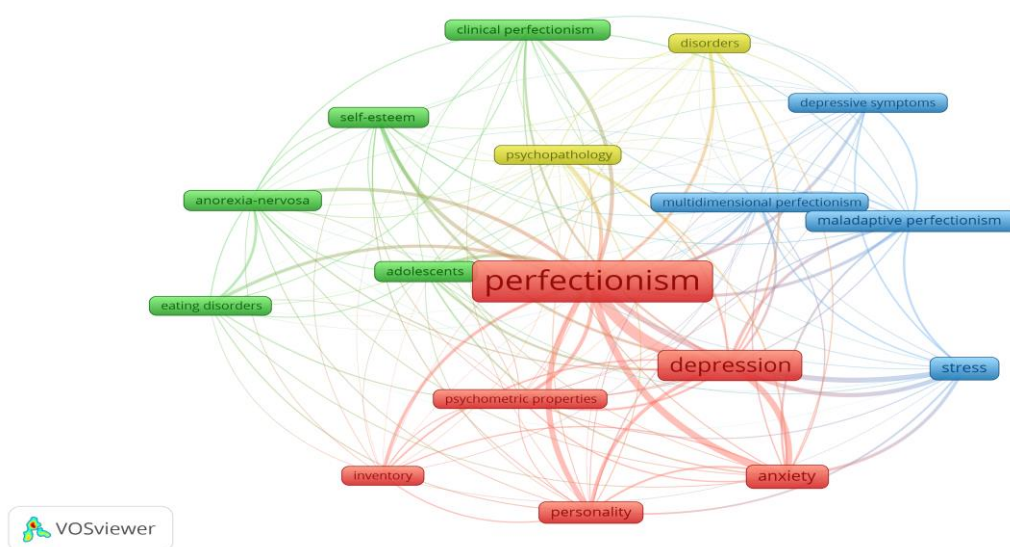 clinical perfectionism
disorders
depressive symptoms
self-esteem
psychopathology
anorexia-nervosa
multidimensional perfectionism
maladaptive perfectionism
adolescents
perfectionism
eating disorders
depression
stress
psychometric properties
inventory
anxiety
personality
VOSviewer